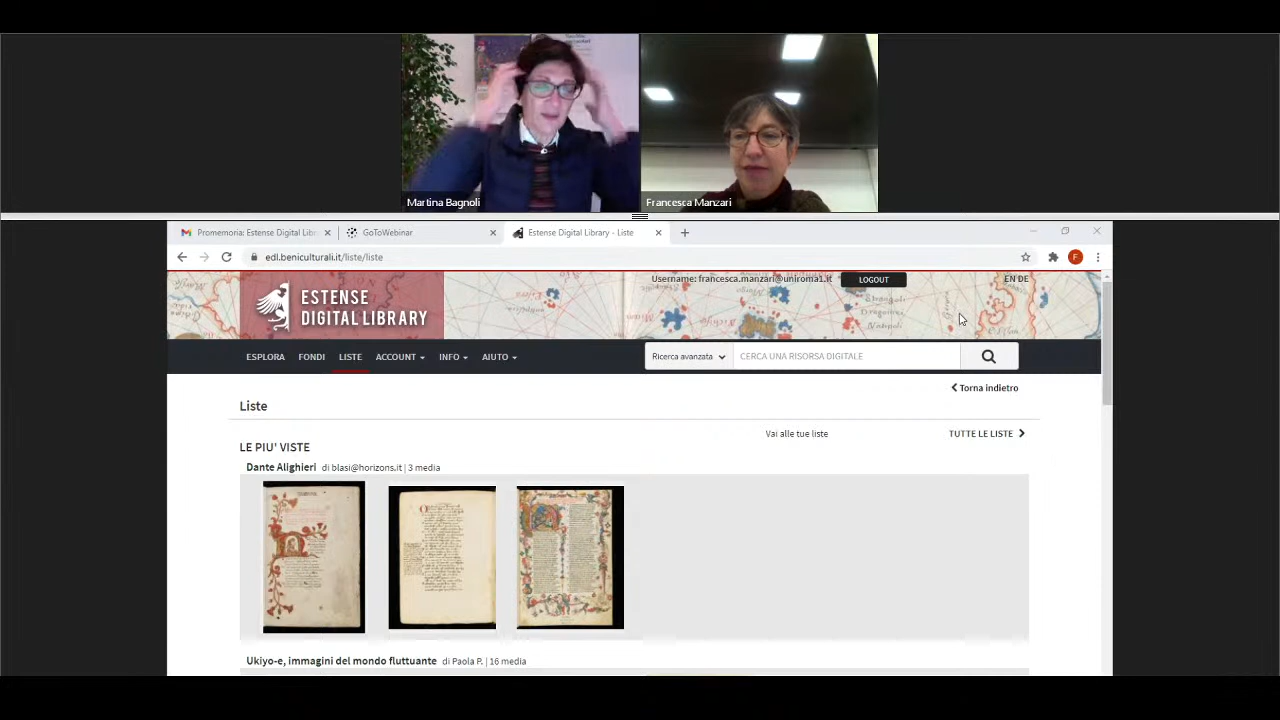 Martina Bagnoli
Francesca Manzari
Promemoria: Estense Digital Libr
GoToWebinar
Estense Digital Library - Liste
edl.beniculturali.it/liste/liste
F
Username: francesca.manzari@uniroma1.it
LOGOUT
EN DE
ESTENSE
DIGITAL LIBRARY
ESPLORA
FONDI
LISTE
ACCOUNT
INFO
AIUTO
Ricerca avanzata
CERCA UNA RISORSA DIGITALE
Torna indietro
Liste
Vai alle tue liste
TUTTE LE LISTE
LE PIU' VISTE
Dante Alighieri di blasi@horizons.it | 3 media
Ukiyo-e, immagini del mondo fluttuante di Paola P. | 16 media